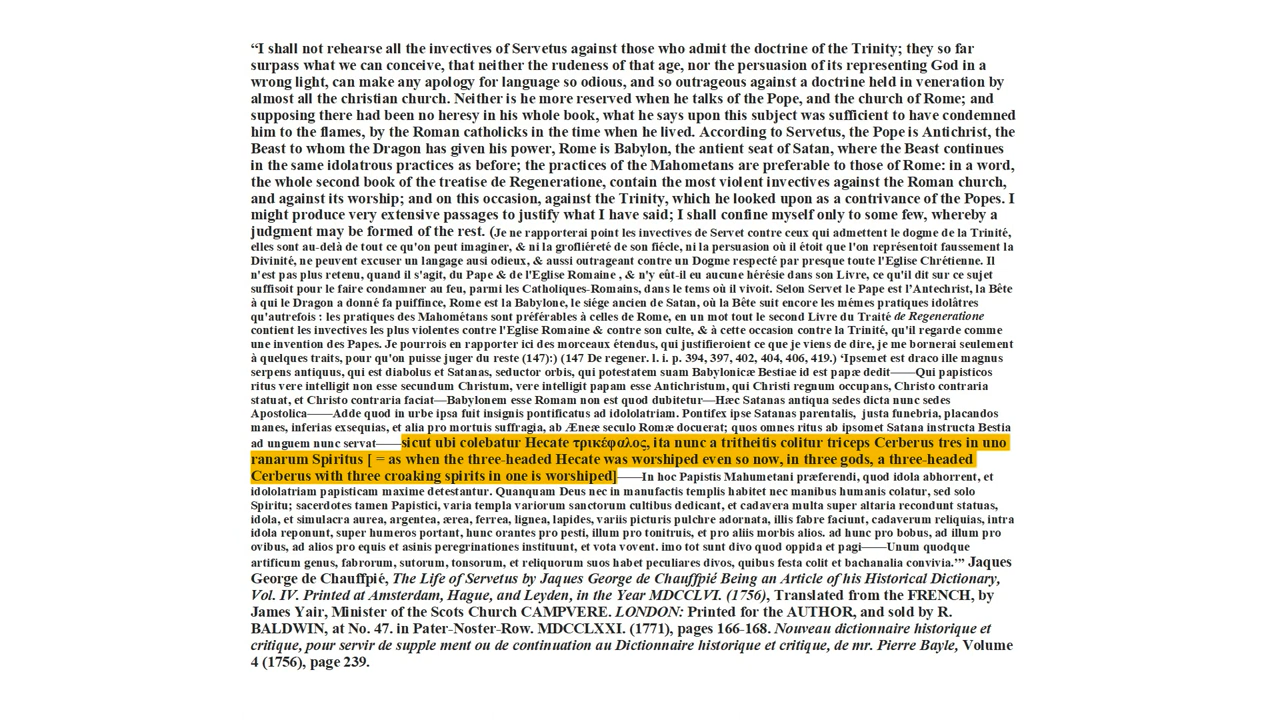 “I shall not rehearse all the invectives of Servetus against those who admit the doctrine of the Trinity; they so far
surpass what we can conceive, that neither the rudeness of that age, nor the persuasion of its representing God in a
wrong light, can make any apology for language so odious, and so outrageous against a doctrine held in veneration by
almost all the christian church. Neither is he more reserved when he talks of the Pope, and the church of Rome; and
supposing there had been no heresy in his whole book, what he says upon this subject was sufficient to have condemned
him to the flames, by the Roman catholicks in the time when he lived. According to Servetus, the Pope is Antichrist, the
Beast to whom the Dragon has given his power, Rome is Babylon, the antient seat of Satan, where the Beast continues
in the same idolatrous practices as before; the practices of the Mahometans are preferable to those of Rome: in a word,
the whole second book of the treatise de Regeneratione, contain the most violent invectives against the Roman church,
and against its worship; and on this occasion, against the Trinity, which he looked upon as a contrivance of the Popes. I
might produce very extensive passages to justify what I have said; I shall confine myself only to some few, whereby a
judgment may be formed of the rest. (Je ne rapporterai point les invectives de Servet contre ceux qui admettent le dogme de la Trinité,
elles sont au-delà de tout ce qu'on peut imaginer, & ni la grofliéreté de son fiécle, ni la persuasion où il étoit que l'on représentoit faussement la
Divinité, ne peuvent excuser un langage ausi odieux, & aussi outrageant contre un Dogme respecté par presque toute l'Eglise Chrétienne. Il
n'est pas plus retenu, quand il s'agit, du Pape & de l'Eglise Romaine , & n'y eût-il eu aucune hérésie dans son Livre, ce qu'il dit sur ce sujet
suffisoit pour le faire condamner au feu, parmi les Catholiques-Romains, dans le tems où il vivoit. Selon Servet le Pape est l'Antechrist, la Bête
à qui le Dragon a donné fa puiffince, Rome est la Babylone, le siége ancien de Satan, où la Bête suit encore les mémes pratiques idolâtres
qu'autrefois : les pratiques des Mahométans sont préférables à celles de Rome, en un mot tout le second Livre du Traité de Regeneratione
contient les invectives les plus violentes contre l'Eglise Romaine & contre son culte, & à cette occasion contre la Trinité, qu'il regarde comme
une invention des Papes. Je pourrois en rapporter ici des morceaux étendus, qui justifieroient ce que je viens de dire, je me bornerai seulement
à quelques traits, pour qu'on puisse juger du reste (147):) (147 De regener. l. i. p. 394, 397, 402, 404, 406, 419.) ‘Ipsemet est draco ille magnus
serpens antiquus, qui est diabolus et Satanas, seductor orbis, qui potestatem suam Babylonicæ Bestiae id est papæ dedit——Qui papisticos
ritus vere intelligit non esse secundum Christum, vere intelligit papam esse Antichristum, qui Christi regnum occupans, Christo contraria
statuat, et Christo contraria faciat—Babylonem esse Romam non est quod dubitetur—Hæc Satanas antiqua sedes dicta nunc sedes
Apostolica——Adde quod in urbe ipsa fuit insignis pontificatus ad idololatriam. Pontifex ipse Satanas parentalis, justa funebria, placandos
manes, inferias exsequias, et alia pro mortuis suffragia, ab Æneæ seculo Romæ docuerat; quos omnes ritus ab ipsomet Satana instructa Bestia
ad unguem nunc servat——sicut ubi colebatur Hecate τρικέφαλος, ita nunc a tritheitis colitur triceps Cerberus tres in uno
ranarum Spiritus [ = as when the three-headed Hecate was worshiped even so now, in three gods, a three-headed
Cerberus with three croaking spirits in one is worshiped]——In hoc Papistis Mahumetani præferendi, quod idola abhorrent, et
idololatriam papisticam maxime detestantur. Quanquam Deus nec in manufactis templis habitet nec manibus humanis colatur, sed solo
Spiritu; sacerdotes tamen Papistici, varia templa variorum sanctorum cultibus dedicant, et cadavera multa super altaria recondunt statuas,
idola, et simulacra aurea, argentea, ærea, ferrea, lignea, lapides, variis picturis pulchre adornata, illis fabre faciunt, cadaverum reliquias, intra
idola reponunt, super humeros portant, hunc orantes pro pesti, illum pro tonitruis, et pro aliis morbis alios. ad hunc pro bobus, ad illum pro
ovibus, ad alios pro equis et asinis peregrinationes instituunt, et vota vovent. imo tot sunt divo quod oppida et pagi——Unum quodque
artificum genus, fabrorum, sutorum, tonsorum, et reliquorum suos habet peculiares divos, quibus festa colit et bachanalia convivia.’” Jaques
George de Chauffpié, The Life of Servetus by Jaques George de Chauffpié Being an Article of his Historical Dictionary,
Vol. IV. Printed at Amsterdam, Hague, and Leyden, in the Year MDCCLVI. (1756), Translated from the FRENCH, by
James Yair, Minister of the Scots Church CAMPVERE. LONDON: Printed for the AUTHOR, and sold by R.
BALDWIN, at No. 47. in Pater-Noster-Row. MDCCLXXI. (1771), pages 166-168. Nouveau dictionnaire historique et
critique, pour servir de supple ment ou de continuation au Dictionnaire historique et critique, de mr. Pierre Bayle, Volume
4 (1756), page 239.